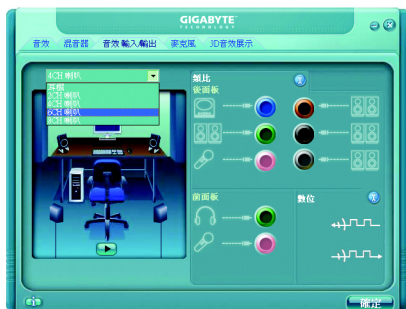 GIGABYTE
TECHNOLOGY
音效 混音器 音效輸入/輸出 麥克風 3D音效展示
4CH 喇叭
耳機
2CH 喇叭
4CH 喇叭
6CH 喇叭
8CH 喇叭
類比
後面板
前面板
數位
確定